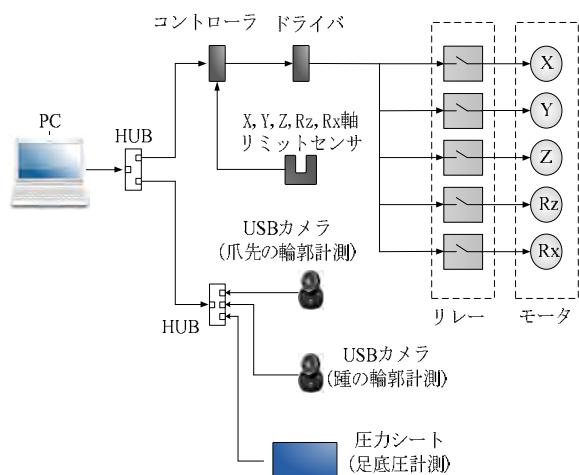 コントローラ
ドライバ
PC
HUB
X, Y, Z, Rz, Rx軸
リミットセンサ
X
Y
Z
Rz
Rx
リレー
モータ
USBカメラ
(爪先の輪郭計測)
HUB
USBカメラ
(踵の輪郭計測)
圧力シート
(足底圧計測)